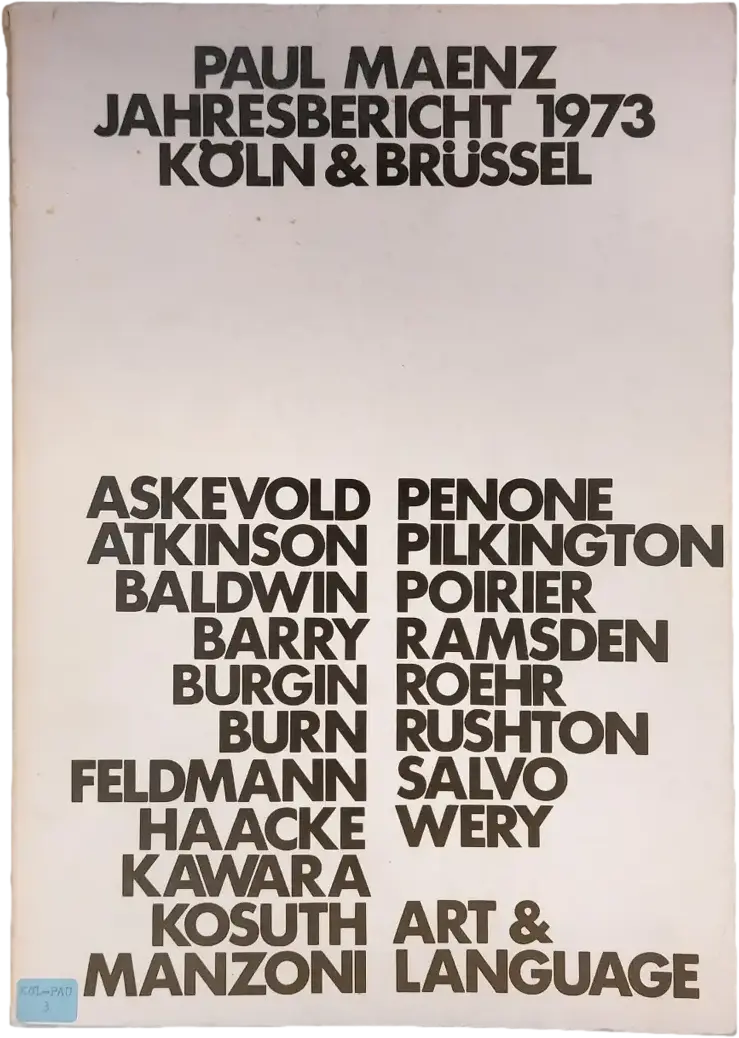 PAUL MAENZ
JAHRESBERICHT 1973
KÖLN & BRÜSSEL
ASKEVOLD
ATKINSON
BALDWIN
BARRY
BURGIN
BURN
FELDMANN
HAACKE
KAWARA
KOSUTH
MANZONI
PENONE
PILKINGTON
POIRIER
RAMSDEN
ROEHR
RUSHTON
SALVO
WERY
ART &
LANGUAGE
KÖL-PAU
3